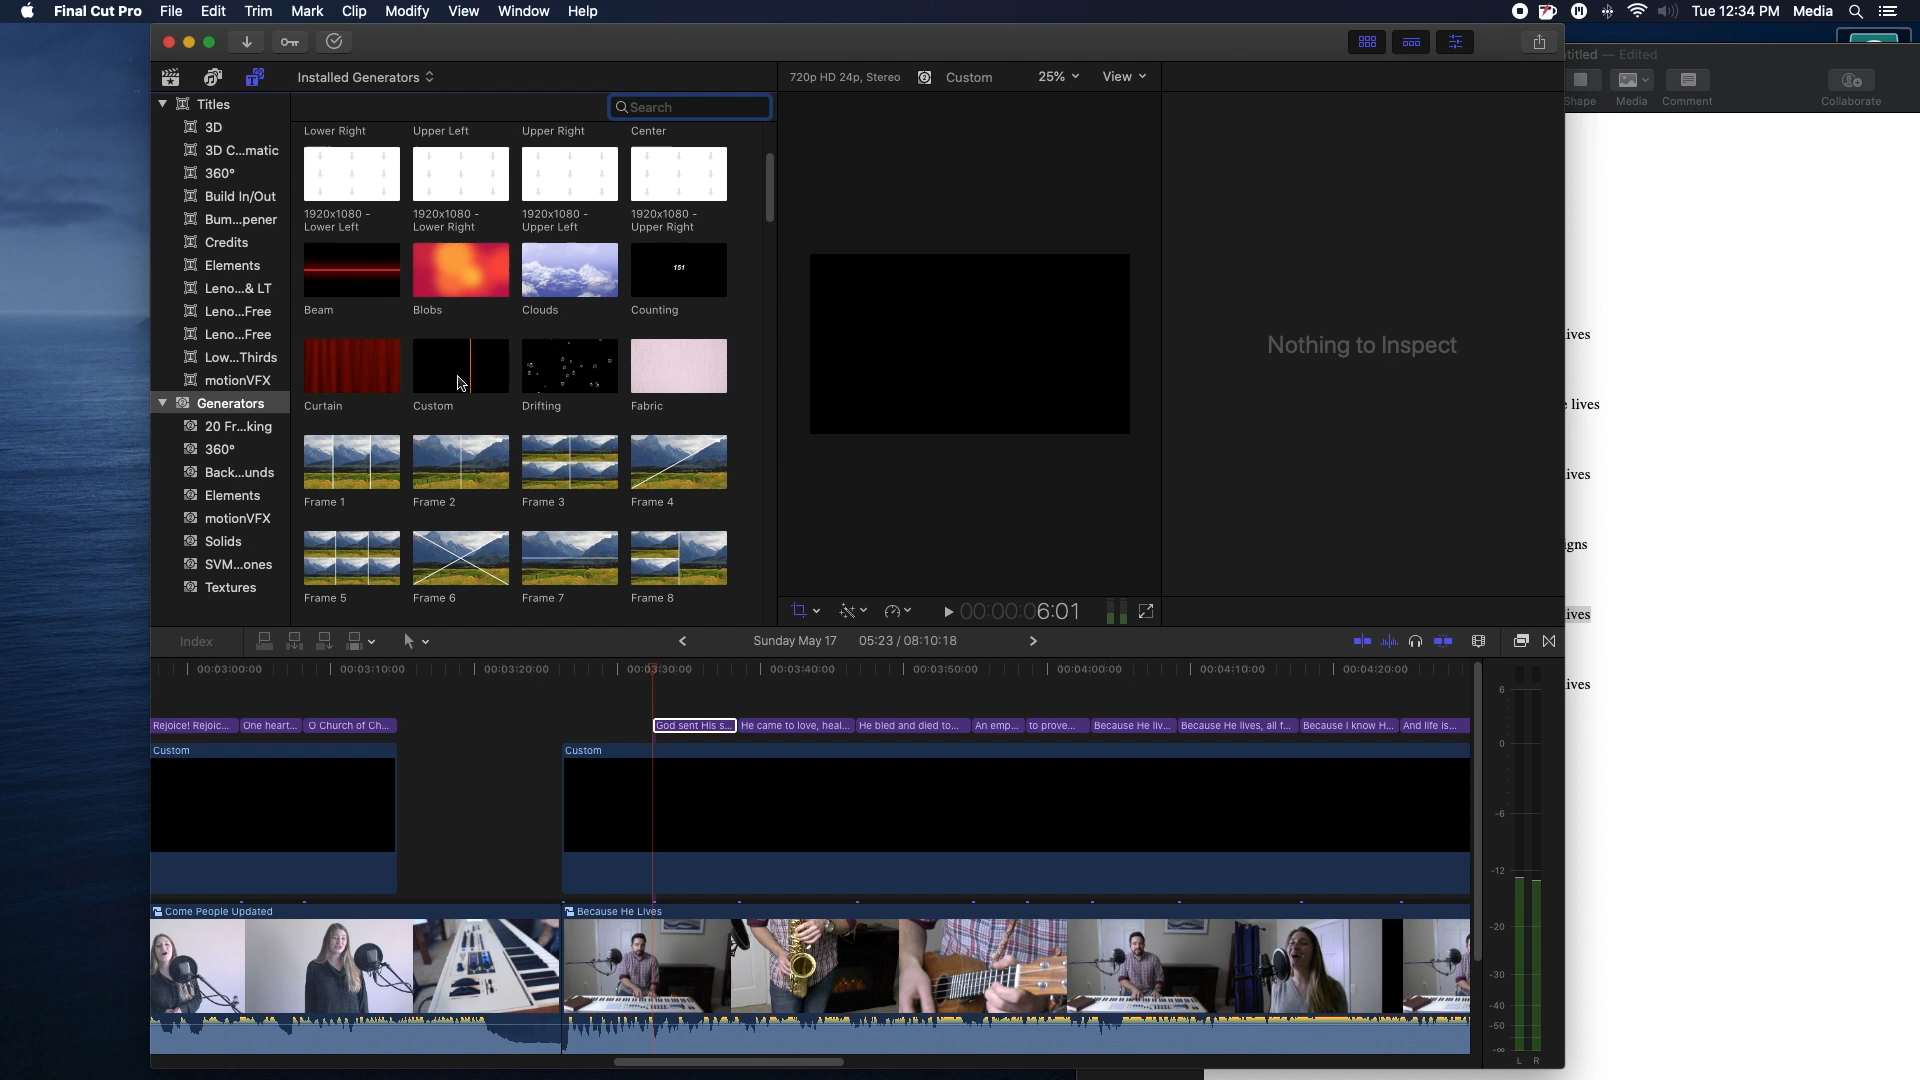 Final Cut Pro File Edit Trim Mark Clip Modify View Window Help
Tue 12:34 PM Media
Installed Generators
720p HD 24p, Stereo Custom 25% View
ntitled — Edited
Shape Media Comment Collaborate
Titles
3D
3D C...matic
360°
Build In/Out
Bum...pener
Credits
Elements
Leno...& LT
Leno...Free
Leno...Free
Low...Thirds
motionVFX
Generators
20 Fr...king
360°
Back...unds
Elements
motionVFX
Solids
SVM...ones
Textures
Search
Lower Right Upper Left Upper Right Center
1920x1080 - Lower Left
1920x1080 - Lower Right
1920x1080 - Upper Left
1920x1080 - Upper Right
151
Beam Blobs Clouds Counting
Curtain Custom Drifting Fabric
Frame 1 Frame 2 Frame 3 Frame 4
Frame 5 Frame 6 Frame 7 Frame 8
Nothing to Inspect
ives
e lives
ives
igns
ives
ives
00:00:06:01
Index
Sunday May 17 05:23 / 08:10:18
00:03:00:00 00:03:10:00 00:03:20:00 00:03:30:00 00:03:40:00 00:03:50:00 00:04:00:00 00:04:10:00 00:04:20:00
Rejoice! Rejoic... One heart... O Church of Ch... God sent His s... He came to love, heal... He bled and died to... An emp... to prove... Because He liv... Because He lives, all f... Because I know H... And life is...
Custom Custom
Come People Updated Because He Lives
6
0
-6
-12
-20
-30
-40
-50
-∞
L R